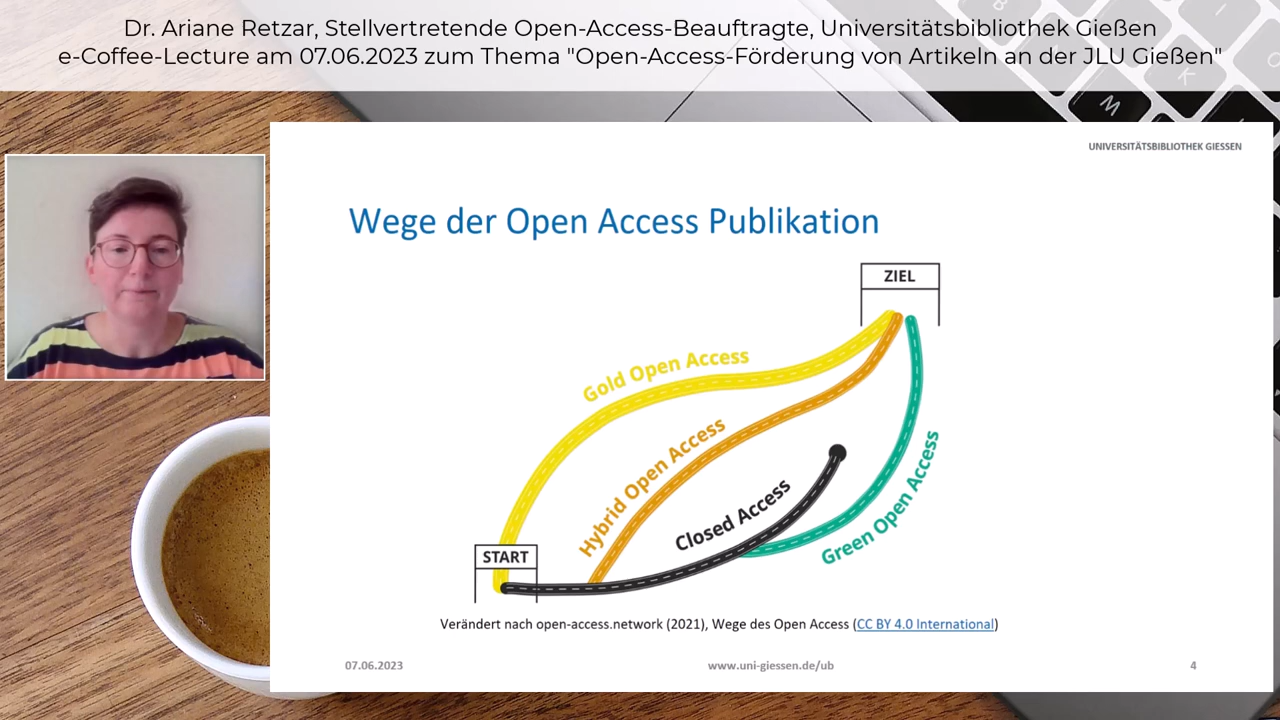 Dr. Ariane Retzar, Stellvertretende Open-Access-Beauftragte, Universitätsbibliothek Gießen
e-Coffee-Lecture am 07.06.2023 zum Thema "Open-Access-Förderung von Artikeln an der JLU Gießen"
UNIVERSITÄTSBIBLIOTHEK GIESSEN
Wege der Open Access Publikation
ZIEL
Gold Open Access
Hybrid Open Access
Closed Access
Green Open Access
START
Verändert nach open-access.network (2021), Wege des Open Access (CC BY 4.0 International)
07.06.2023
www.uni-giessen.de/ub
4